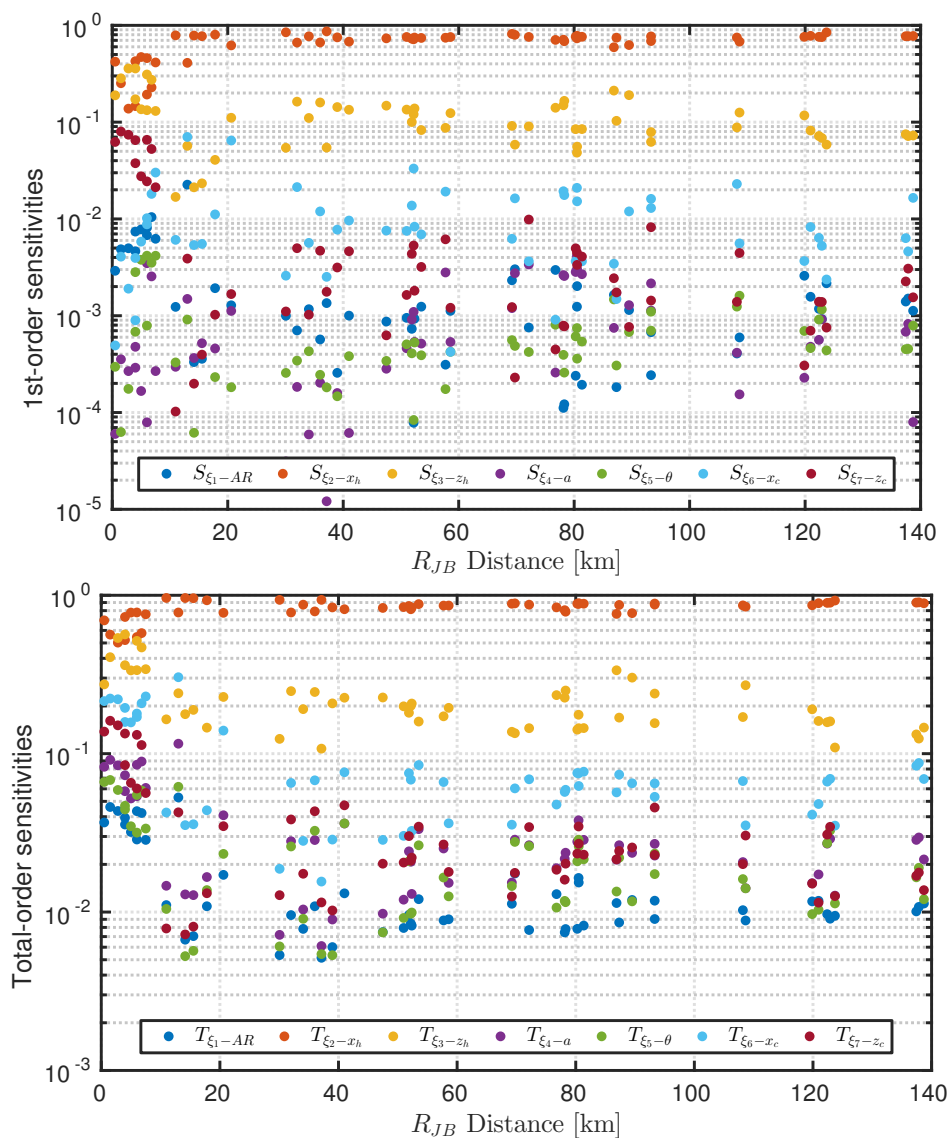 10^0
10^-1
10^-2
10^-3
10^-4
10^-5
1st-order sensitivities
S_{ξ1−AR} S_{ξ2−x_h} S_{ξ3−z_h} S_{ξ4−a} S_{ξ5−θ} S_{ξ6−x_c} S_{ξ7−z_c}
0 20 40 60 80 100 120 140
R_{JB} Distance [km]
10^0
10^-1
10^-2
10^-3
Total-order sensitivities
T_{ξ1−AR} T_{ξ2−x_h} T_{ξ3−z_h} T_{ξ4−a} T_{ξ5−θ} T_{ξ6−x_c} T_{ξ7−z_c}
0 20 40 60 80 100 120 140
R_{JB} Distance [km]